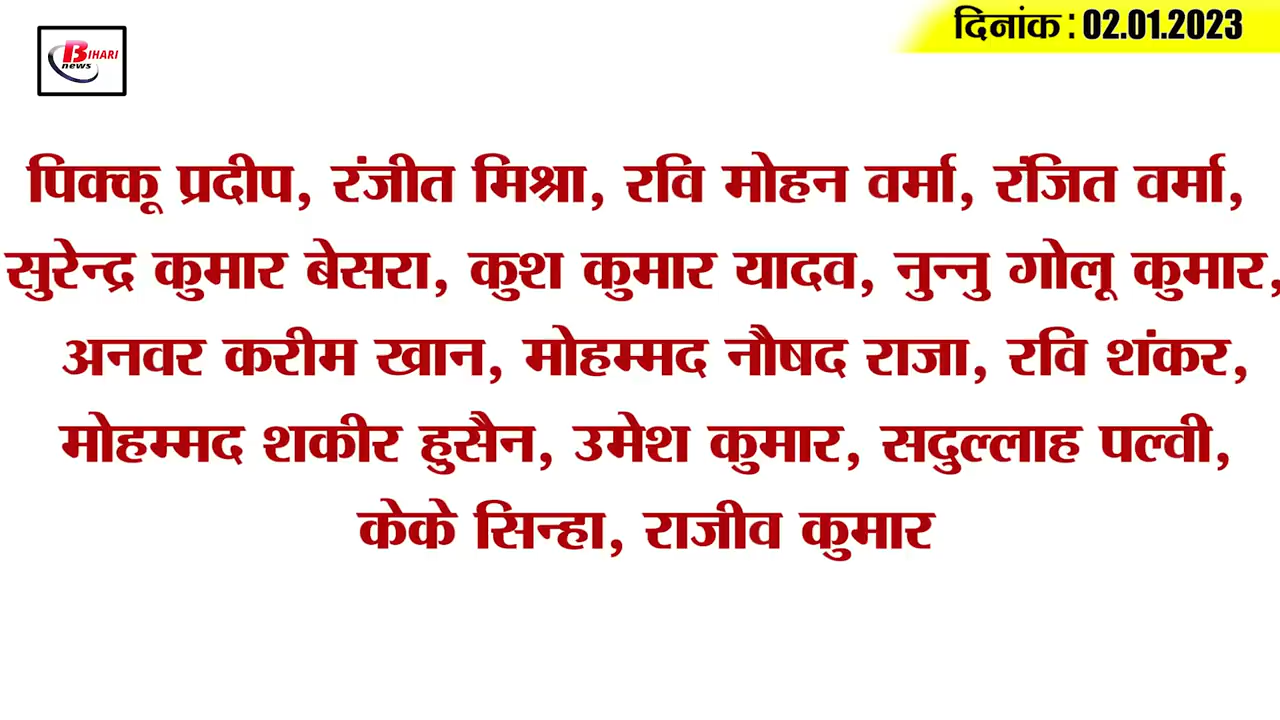 BIHARI
news
दिनांक : 02.01.2023
पिक्कू प्रदीप, रंजीत मिश्रा, रवि मोहन वर्मा, रंजित वर्मा,
सुरेन्द्र कुमार बेसरा, कुश कुमार यादव, नुन्नु गोलू कुमार,
अनवर करीम खान, मोहम्मद नौषद राजा, रवि शंकर,
मोहम्मद शकीर हुसैन, उमेश कुमार, सदुल्लाह पल्वी,
केके सिन्हा, राजीव कुमार